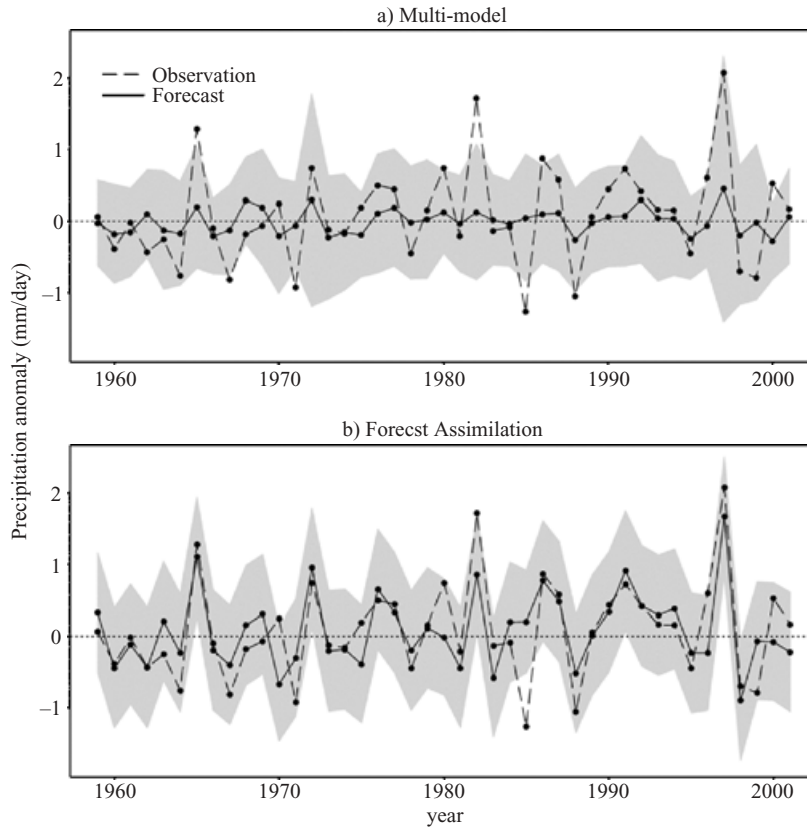 a) Multi-model
Observation
Forecast
2
1
0
−1
1960 1970 1980 1990 2000
Precipitation anomaly (mm/day)
b) Forecst Assimilation
2
1
0
−1
1960 1970 1980 1990 2000
year